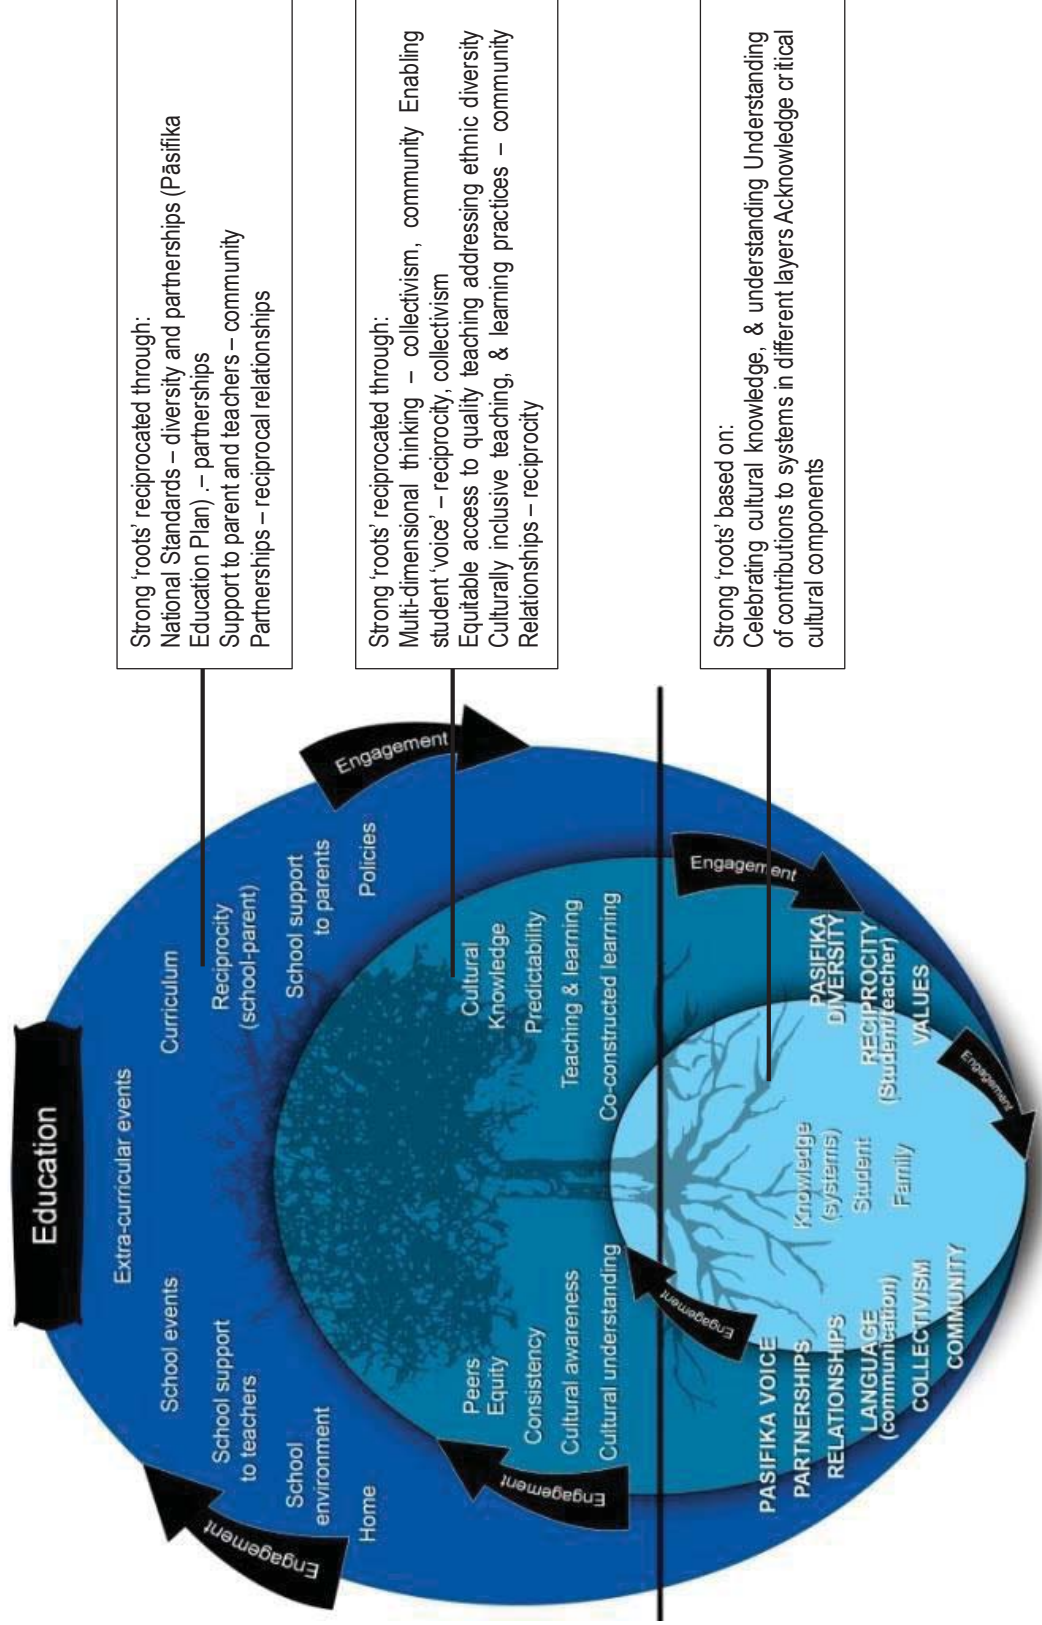 Education
Extra-curricular events
School events
Curriculum
School support
to teachers
Reciprocity
(school-parent)
School
environment
School support
to parents
Home
Policies
Engagement
Engagement
Peers
Equity
Cultural
Knowledge
Consistency
Predictability
Cultural awareness
Teaching & learning
Cultural understanding
Co-constructed learning
Engagement
Engagement
Engagement
Engagement
PASIFIKA VOICE
PARTNERSHIPS
RELATIONSHIPS
LANGUAGE
(communication)
COLLECTIVISM
COMMUNITY
Knowledge
(systems)
Student
Family
PASIFIKA
DIVERSITY
RECIPROCITY
(Student/teacher)
VALUES
Strong ‘roots’ reciprocated through:
National Standards – diversity and partnerships (Pāsifika
Education Plan) .– partnerships
Support to parent and teachers – community
Partnerships – reciprocal relationships
Strong ‘roots’ reciprocated through:
Multi-dimensional thinking – collectivism, community Enabling
student ‘voice’ – reciprocity, collectivism
Equitable access to quality teaching addressing ethnic diversity
Culturally inclusive teaching, & learning practices – community
Relationships – reciprocity
Strong ‘roots’ based on:
Celebrating cultural knowledge, & understanding Understanding
of contributions to systems in different layers Acknowledge critical
cultural components